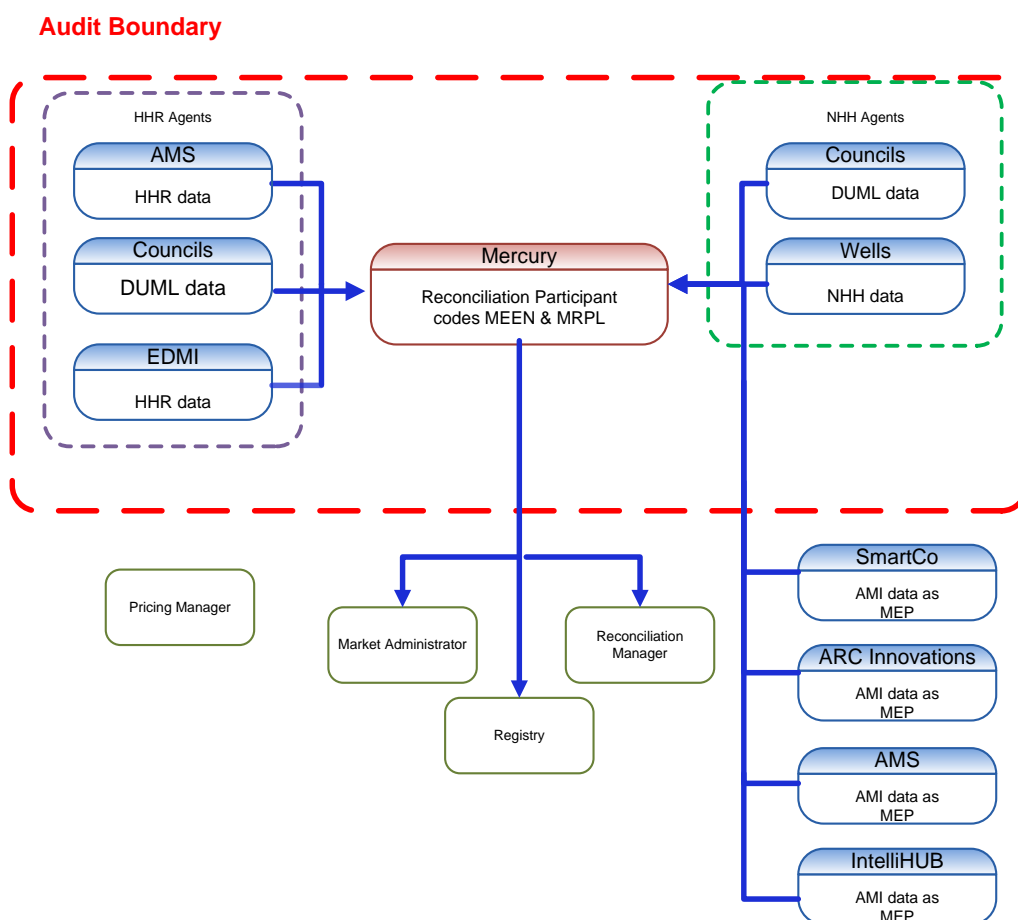 Audit Boundary
HHR Agents
AMS
HHR data
Councils
DUML data
EDMI
HHR data
Mercury
Reconciliation Participant
codes MEEN & MRPL
NHH Agents
Councils
DUML data
Wells
NHH data
Pricing Manager
Market Administrator
Reconciliation
Manager
Registry
SmartCo
AMI data as
MEP
ARC Innovations
AMI data as
MEP
AMS
AMI data as
MEP
IntelliHUB
AMI data as
MEP